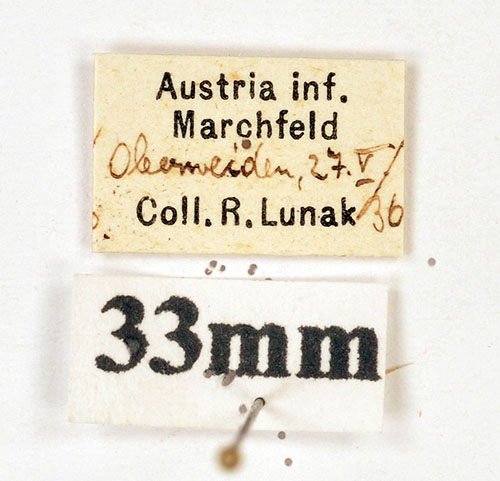 Austria inf.
Marchfeld
Oberweiden, 27. V/
Coll. R. Lunak 36
33mm